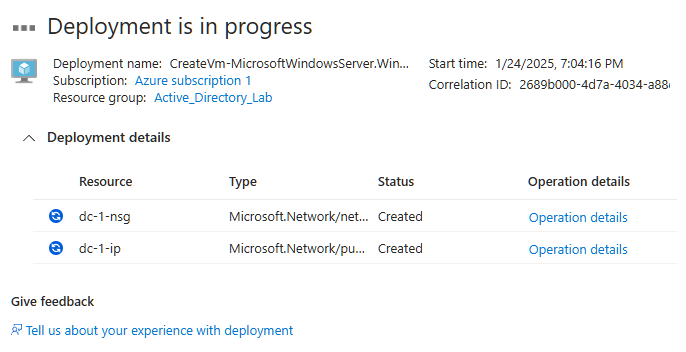 Deployment is in progress
Deployment name: CreateVm-MicrosoftWindowsServer.Win... Start time: 1/24/2025, 7:04:16 PM
Subscription: Azure subscription 1 Correlation ID: 2689b000-4d7a-4034-a88
Resource group: Active_Directory_Lab
Deployment details
Resource Type Status Operation details
dc-1-nsg Microsoft.Network/net... Created Operation details
dc-1-ip Microsoft.Network/pu... Created Operation details
Give feedback
Tell us about your experience with deployment